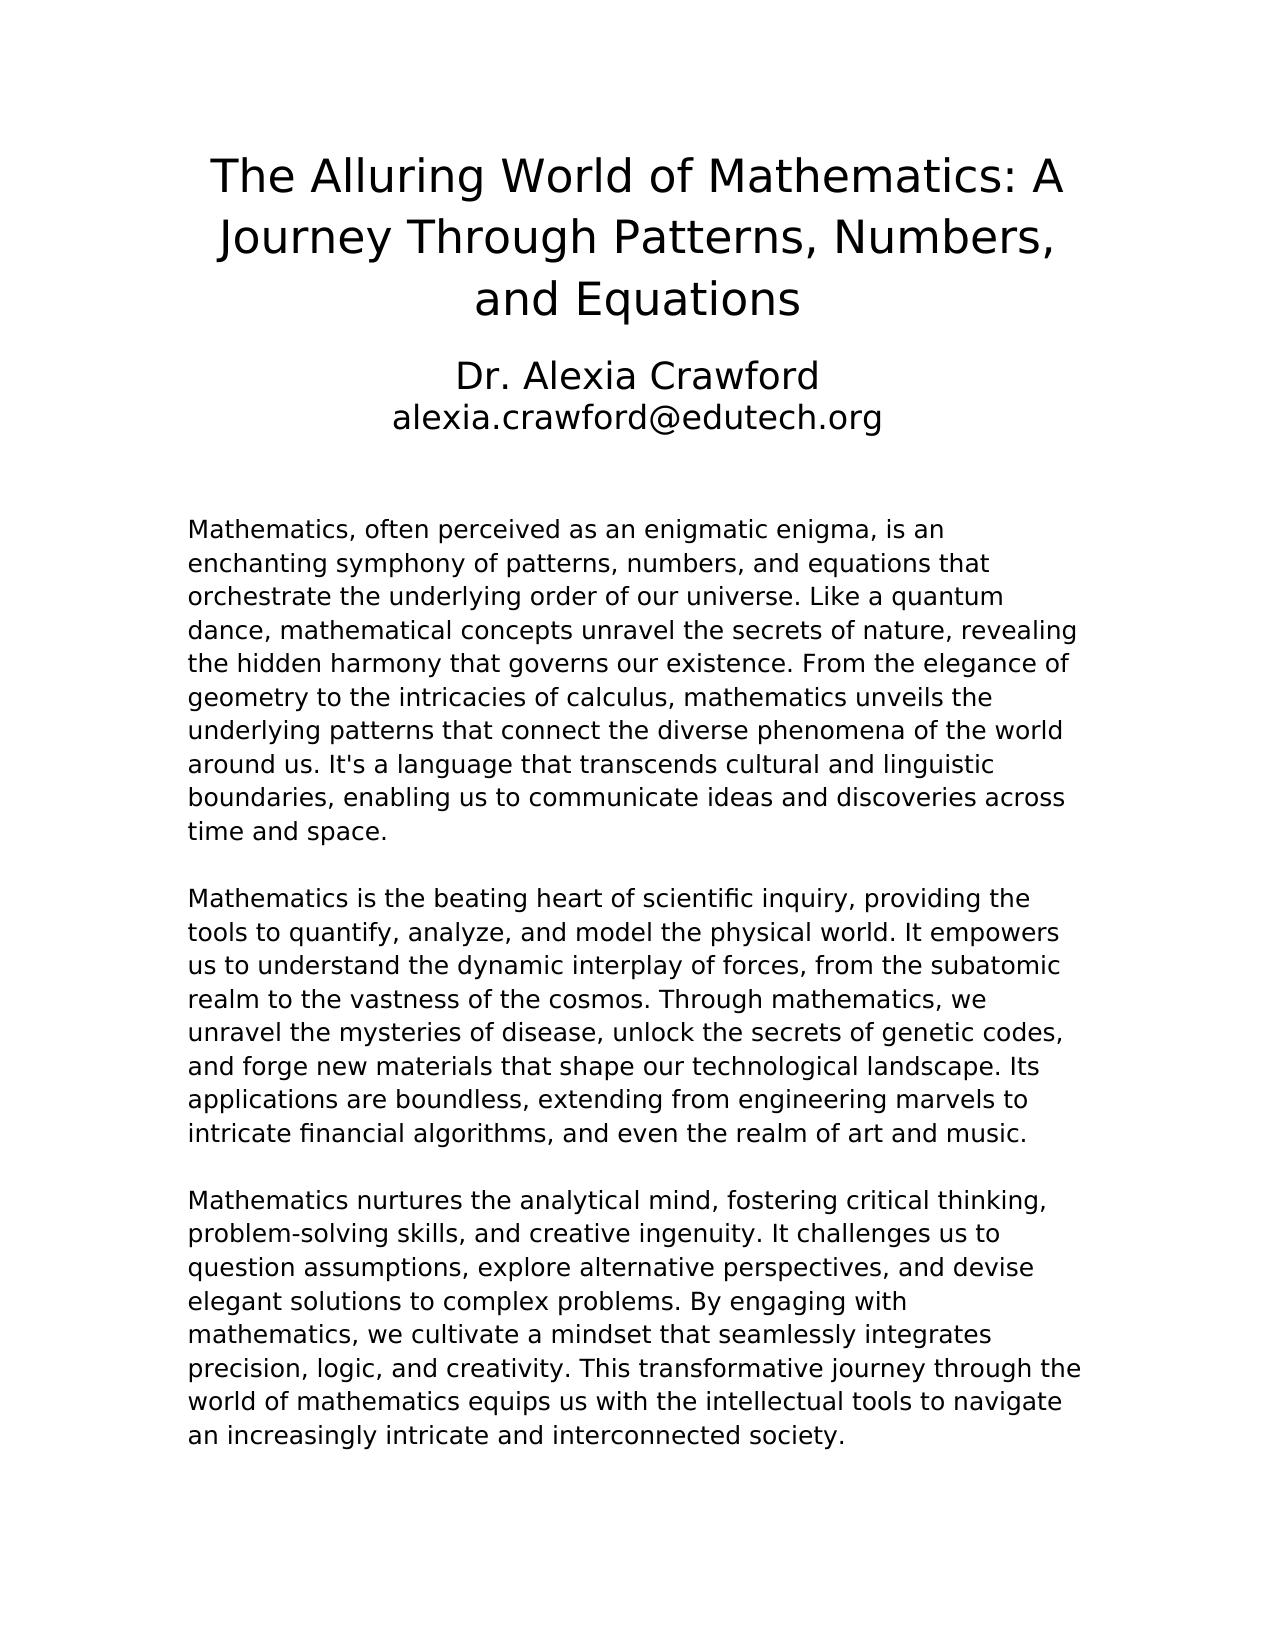 The Alluring World of Mathematics: A
Journey Through Patterns, Numbers,
and Equations
Dr. Alexia Crawford
alexia.crawford@edutech.org
Mathematics, often perceived as an enigmatic enigma, is an
enchanting symphony of patterns, numbers, and equations that
orchestrate the underlying order of our universe. Like a quantum
dance, mathematical concepts unravel the secrets of nature, revealing
the hidden harmony that governs our existence. From the elegance of
geometry to the intricacies of calculus, mathematics unveils the
underlying patterns that connect the diverse phenomena of the world
around us. It's a language that transcends cultural and linguistic
boundaries, enabling us to communicate ideas and discoveries across
time and space.
Mathematics is the beating heart of scientific inquiry, providing the
tools to quantify, analyze, and model the physical world. It empowers
us to understand the dynamic interplay of forces, from the subatomic
realm to the vastness of the cosmos. Through mathematics, we
unravel the mysteries of disease, unlock the secrets of genetic codes,
and forge new materials that shape our technological landscape. Its
applications are boundless, extending from engineering marvels to
intricate financial algorithms, and even the realm of art and music.
Mathematics nurtures the analytical mind, fostering critical thinking,
problem-solving skills, and creative ingenuity. It challenges us to
question assumptions, explore alternative perspectives, and devise
elegant solutions to complex problems. By engaging with
mathematics, we cultivate a mindset that seamlessly integrates
precision, logic, and creativity. This transformative journey through the
world of mathematics equips us with the intellectual tools to navigate
an increasingly intricate and interconnected society.